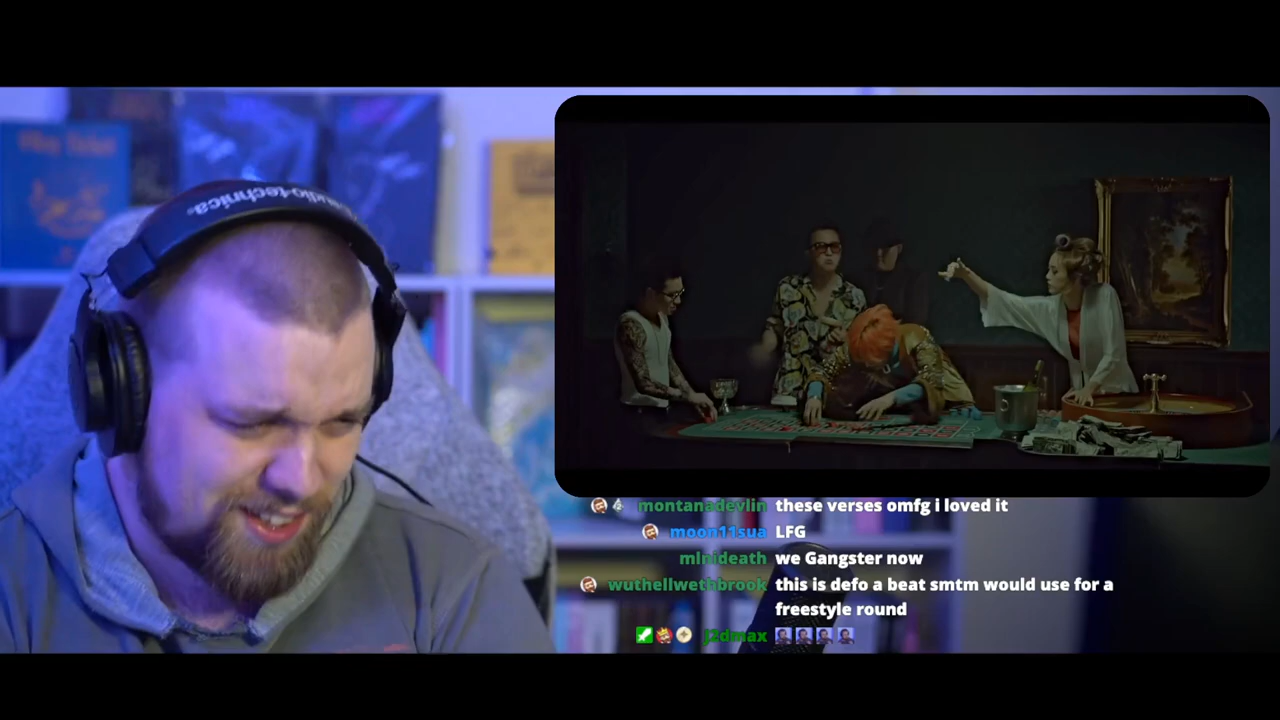 audio-technica
montanadevlin these verses omfg i loved it
moon11sua LFG
mlnideath we Gangster now
wuthellwethbrook this is defo a beat smtm would use for a
freestyle round
j2dmax